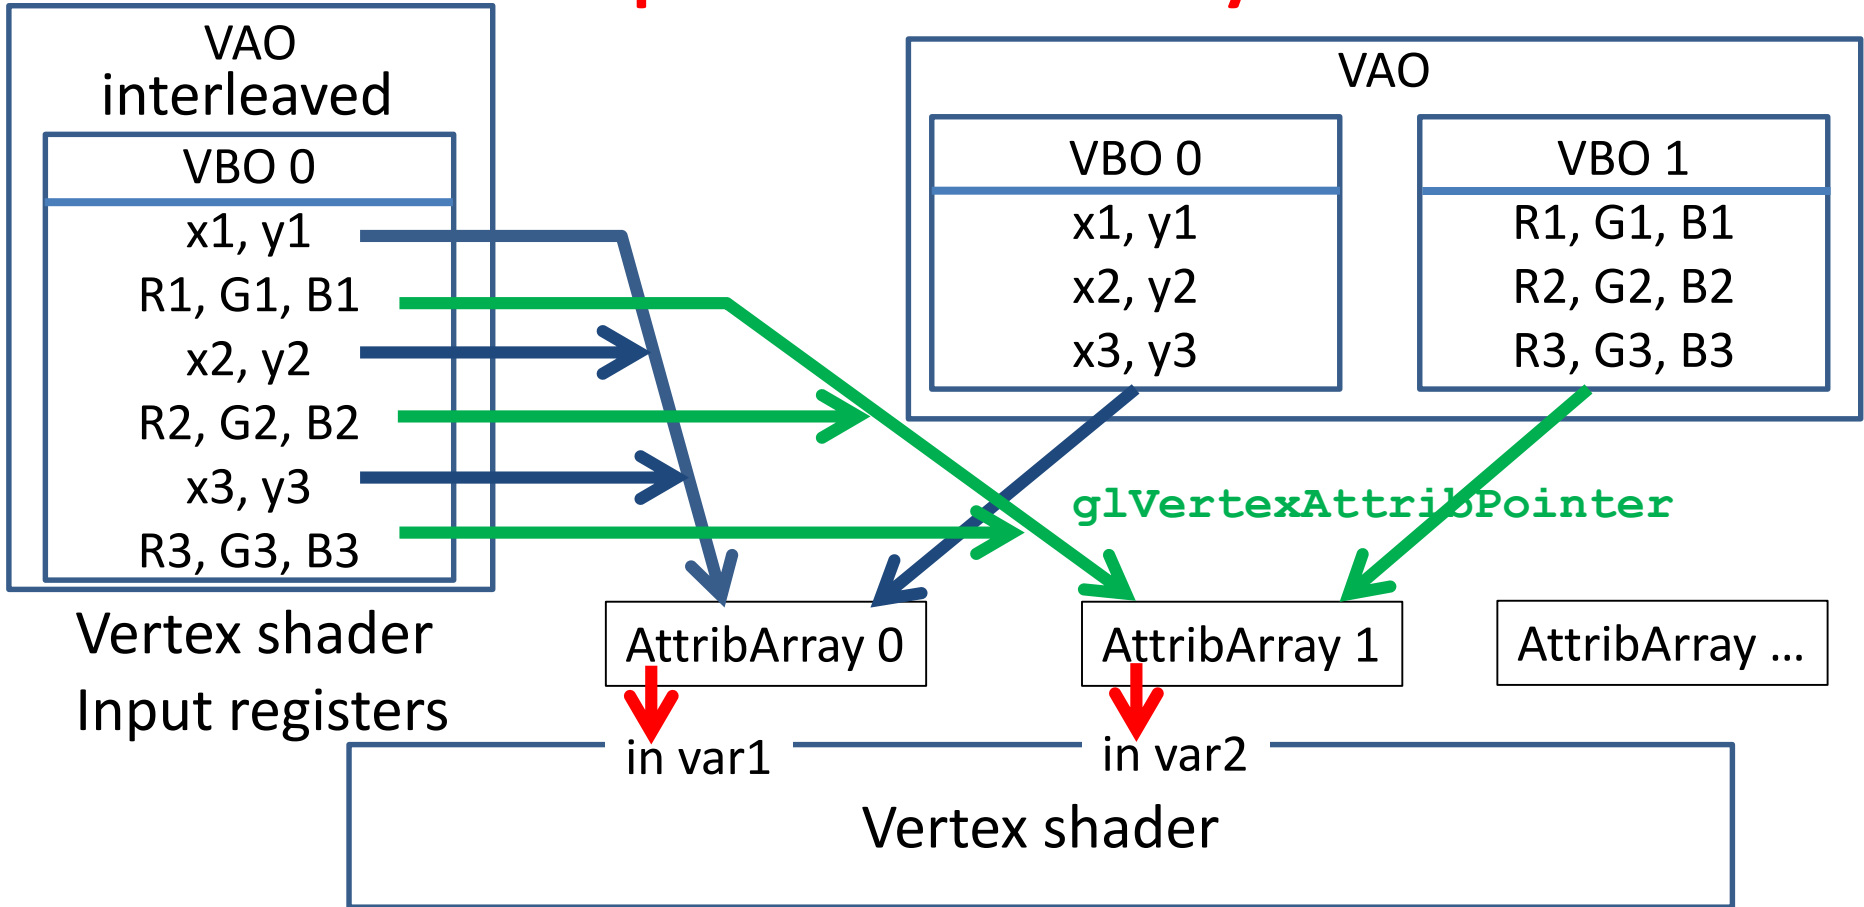 VAO
interleaved
VBO 0
x1, y1
R1, G1, B1
x2, y2
R2, G2, B2
x3, y3
R3, G3, B3
VAO
VBO 0
x1, y1
x2, y2
x3, y3
VBO 1
R1, G1, B1
R2, G2, B2
R3, G3, B3
glVertexAttribPointer
Vertex shader
Input registers
AttribArray 0
AttribArray 1
AttribArray ...
in var1
in var2
Vertex shader